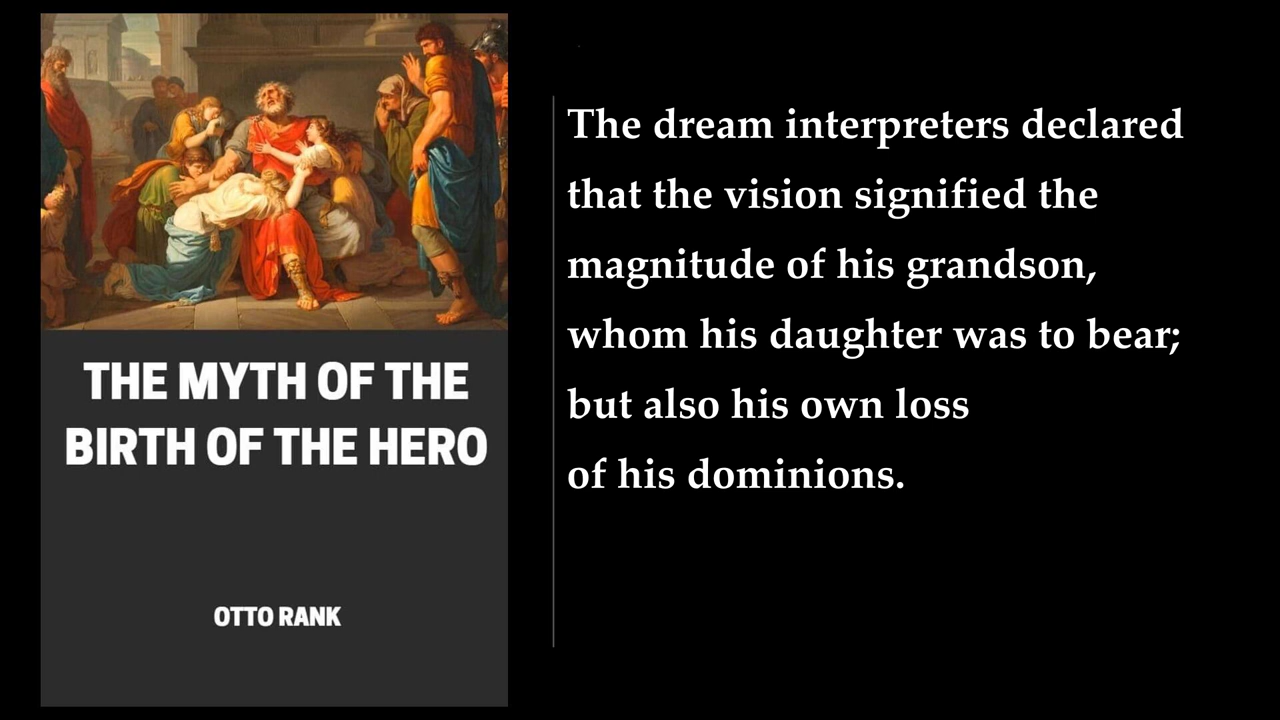 THE MYTH OF THE
BIRTH OF THE HERO
OTTO RANK
The dream interpreters declared
that the vision signified the
magnitude of his grandson,
whom his daughter was to bear;
but also his own loss
of his dominions.